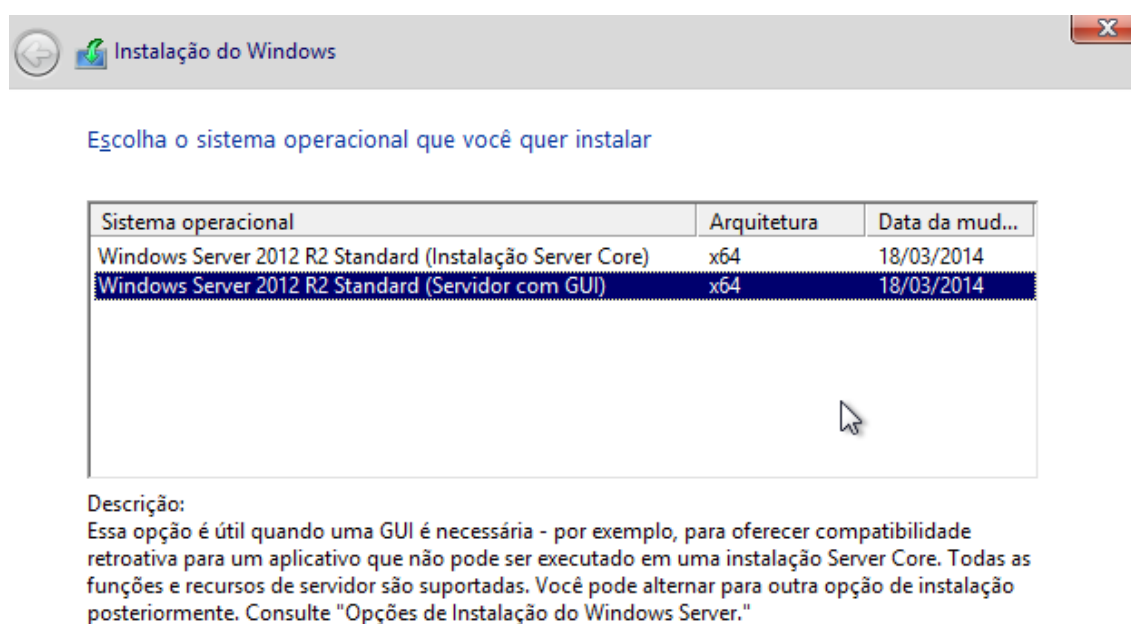 Instalação do Windows
Escolha o sistema operacional que você quer instalar
Sistema operacional Arquitetura Data da mud...
Windows Server 2012 R2 Standard (Instalação Server Core) x64 18/03/2014
Windows Server 2012 R2 Standard (Servidor com GUI) x64 18/03/2014
Descrição:
Essa opção é útil quando uma GUI é necessária - por exemplo, para oferecer compatibilidade
retroativa para um aplicativo que não pode ser executado em uma instalação Server Core. Todas as
funções e recursos de servidor são suportadas. Você pode alternar para outra opção de instalação
posteriormente. Consulte "Opções de Instalação do Windows Server."